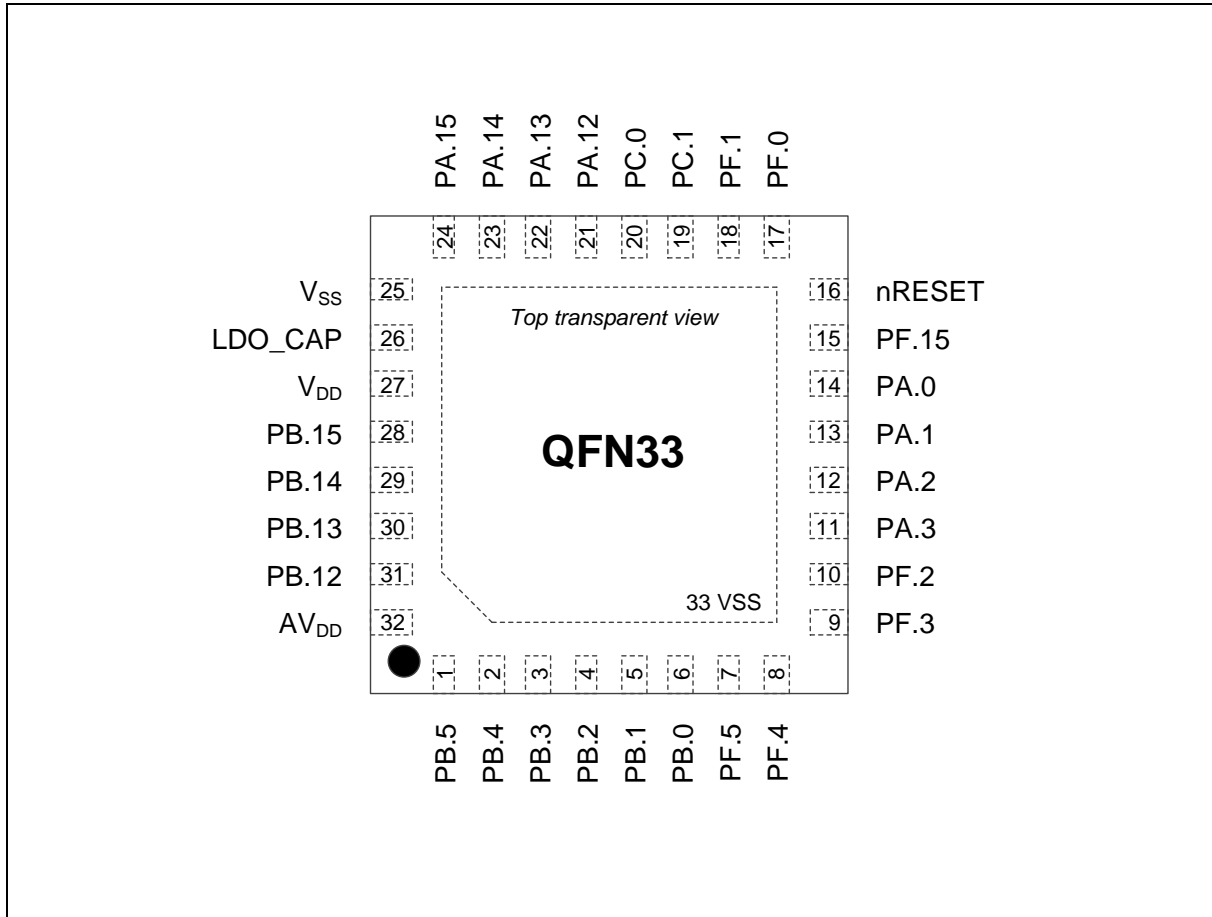 PA.15 PA.14 PA.13 PA.12 PC.0 PC.1 PF.1 PF.0
24 23 22 21 20 19 18 17
V_SS 25 16 nRESET
Top transparent view
LDO_CAP 26 15 PF.15
V_DD 27 14 PA.0
PB.15 28 13 PA.1
QFN33
PB.14 29 12 PA.2
PB.13 30 11 PA.3
PB.12 31 10 PF.2
33 VSS
AV_DD 32 9 PF.3
1 2 3 4 5 6 7 8
PB.5 PB.4 PB.3 PB.2 PB.1 PB.0 PF.5 PF.4